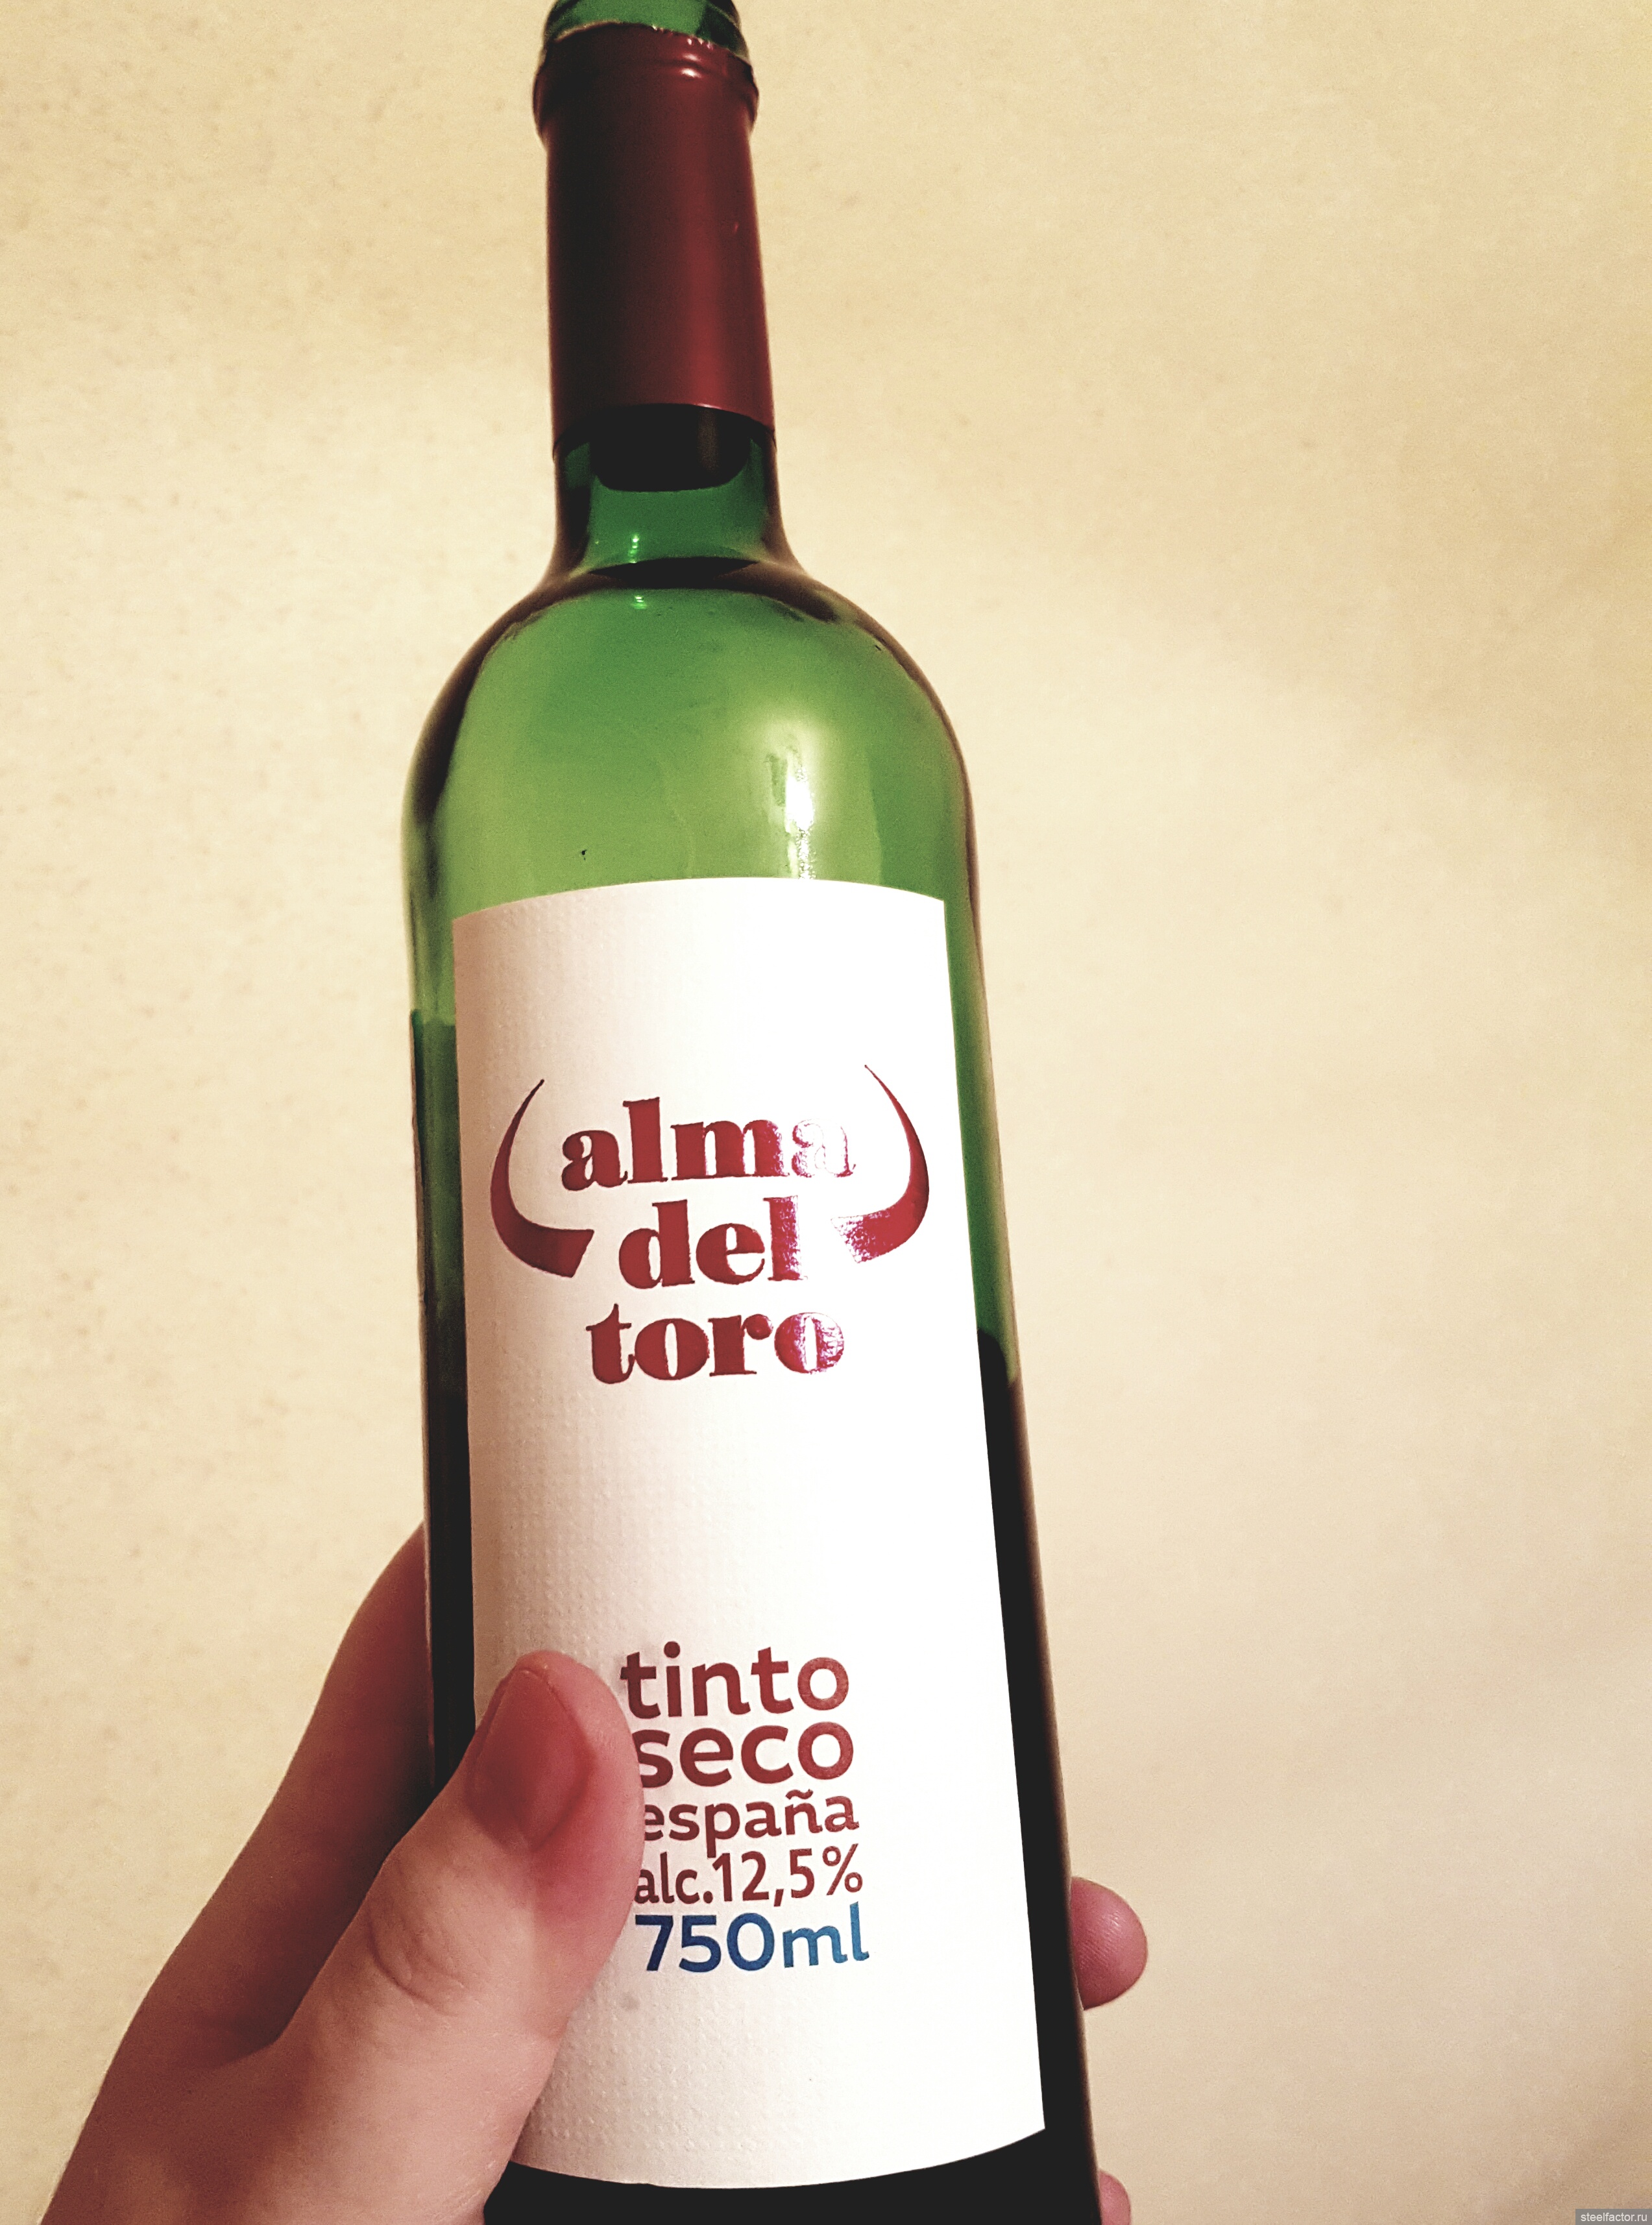 alma
del
toro
tinto
seco
españa
alc.12,5%
750ml
steelfactor.ru